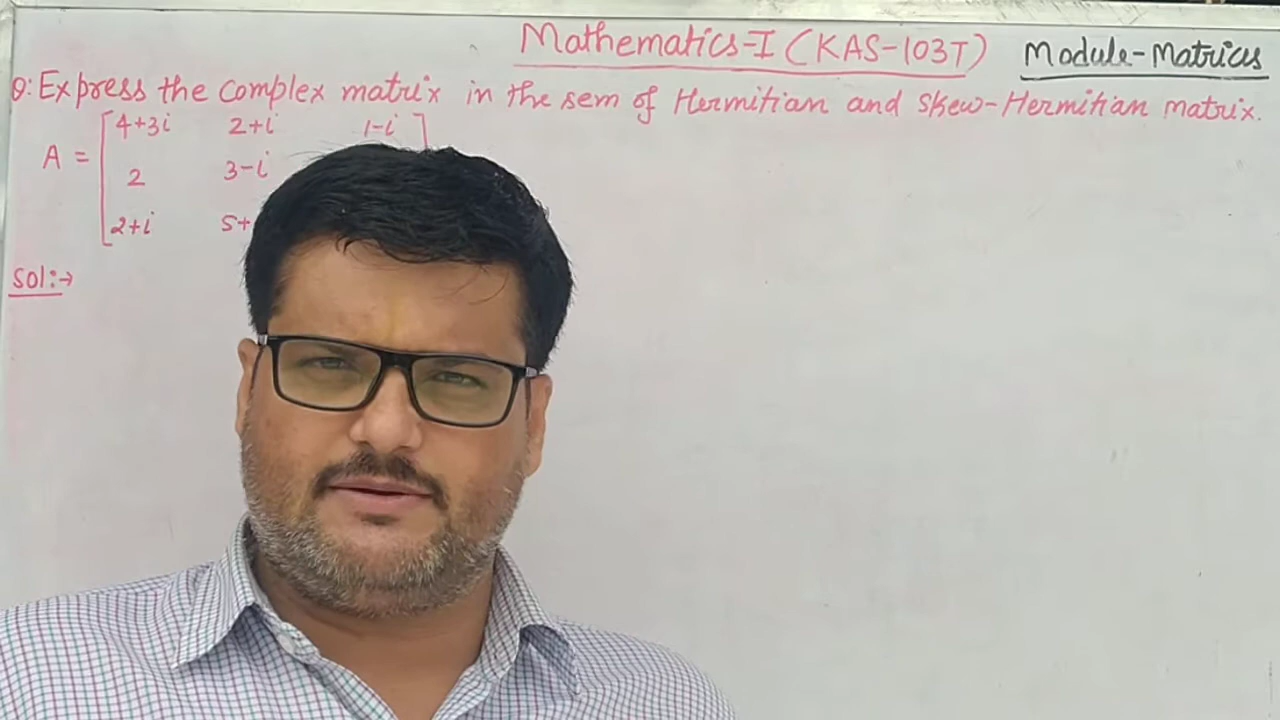 Mathematics-I (KAS-103T) Module-Matrices
Q: Express the complex matrix in the sem of Hermitian and Skew-Hermitian matrix.
4+3i 2+i 1-i
A =
2 3-i
2+i 5+
Sol:→